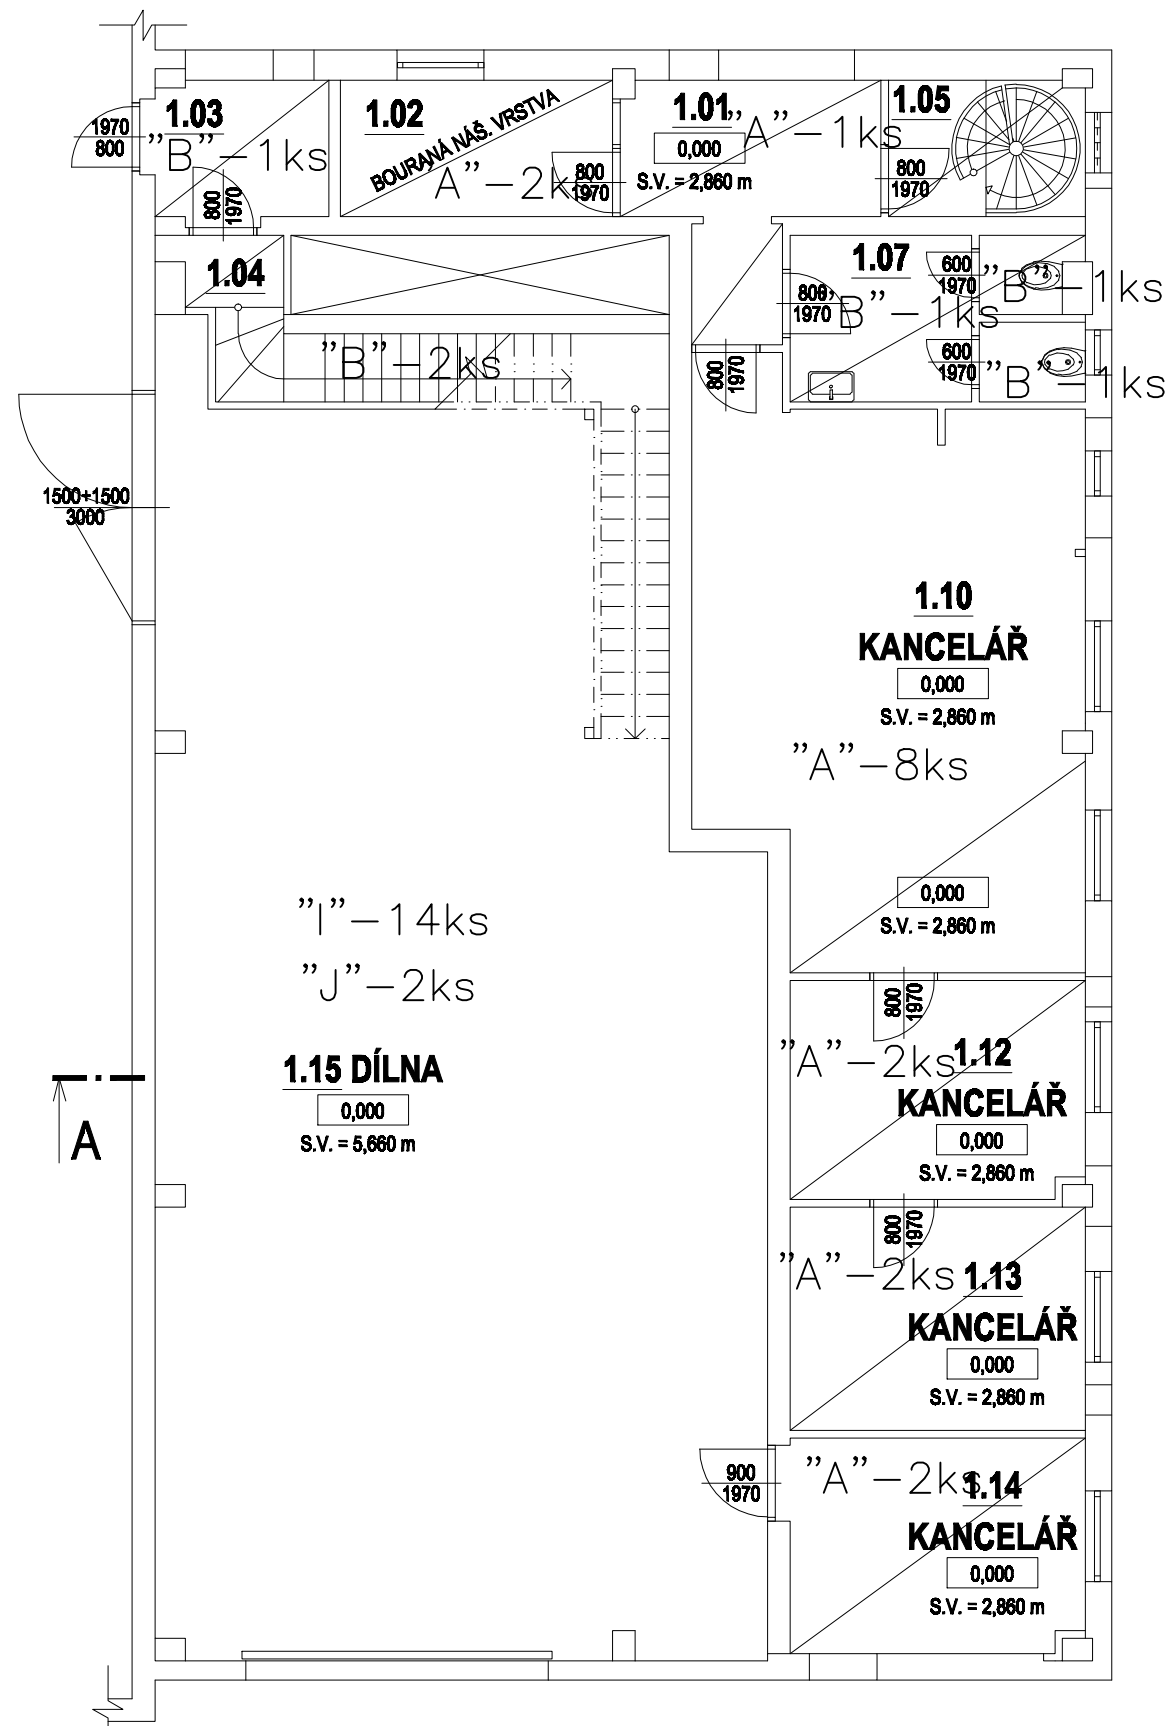 1.03
1970
800
"B"-1ks
800
1970
1.02
BOURANÁ NÁŠ. VRSTVA
A"-2ks
800
1970
1.01
"A"-1ks
0,000
S.V. = 2,860 m
1.05
800
1970
1.04
"B"-2ks
1.07
800
1970
"B"-1ks
600
1970
"B"-1ks
600
1970
"B"-1ks
800
1970
1500+1500
3000
1.10
KANCELÁŘ
0,000
S.V. = 2,860 m
"A"-8ks
0,000
S.V. = 2,860 m
"I"-14ks
"J"-2ks
1.15 DÍLNA
0,000
S.V. = 5,660 m
A
800
1970
"A"-2ks
1.12
KANCELÁŘ
0,000
S.V. = 2,860 m
800
1970
"A"-2ks
1.13
KANCELÁŘ
0,000
S.V. = 2,860 m
900
1970
"A"-2ks
1.14
KANCELÁŘ
0,000
S.V. = 2,860 m